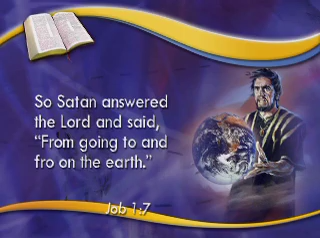 So Satan answered
the Lord and said,
“From going to and
fro on the earth.”
Job 1:7